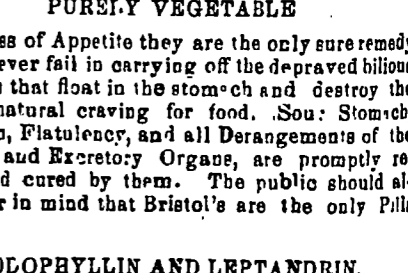 PURELY VEGETABLE
ss of Appetite they are the only sure remedy
ever fail in carrying off the depraved bilious
that float in the stomach and destroy the
natural craving for food. Sour Stomach
, Flatulency, and all Derangements of the
and Excretory Organs, are promptly re
d cured by them. The public should al
r in mind that Bristol's are the only Pills
ODOPHYLLIN AND LEPTANDRIN.